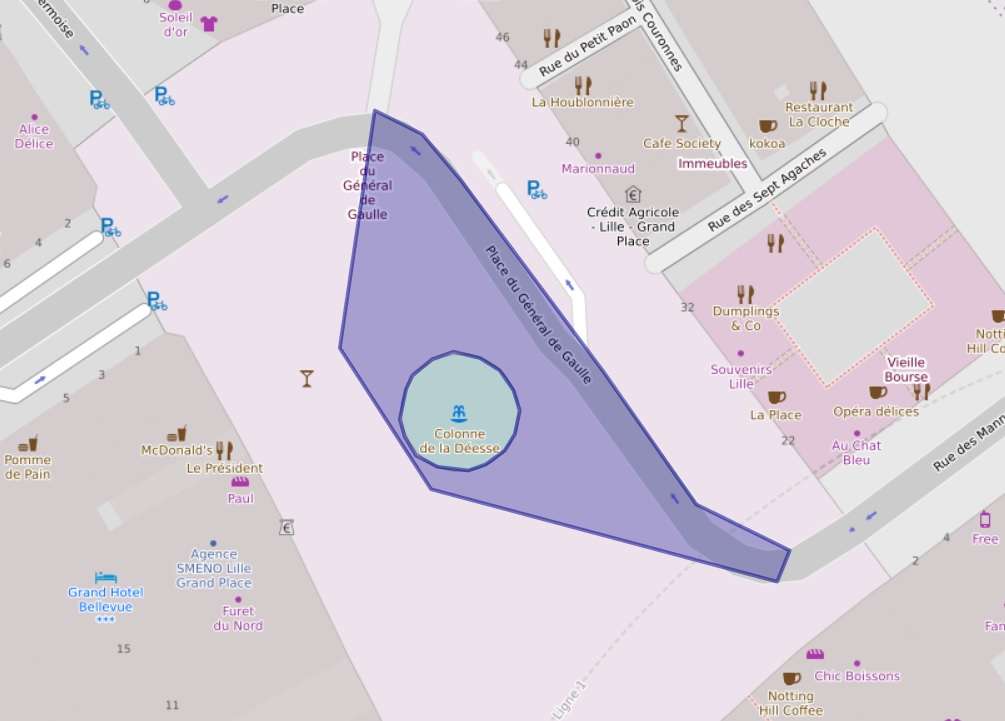 Place
Soleil
d'or
ermoise
46
44
Rue du Petit Paon
ois Couronnes
La Houblonnière
Restaurant
La Cloche
Alice
Délice
40
Cafe Society
kokoa
Marionnaud
Immeubles
Place
du
Général
de
Gaulle
Crédit Agricole
- Lille - Grand
Place
Rue des Sept Agaches
2
4
6
Place du Général de Gaulle
32
Dumplings
& Co
Notti
Hill Co
1
3
5
Souvenirs
Lille
Vieille
Bourse
La Place
Opéra délices
Colonne
de la Déesse
22
Au Chat
Bleu
Rue des Mann
McDonald's
Le Président
Pomme
de Pain
Paul
€
Agence
SMENO Lille
Grand Place
Free
4
2
Grand Hotel
Bellevue
***
Furet
du Nord
Fan
15
Chic Boissons
Ligne 1
Notting
Hill Coffee
11